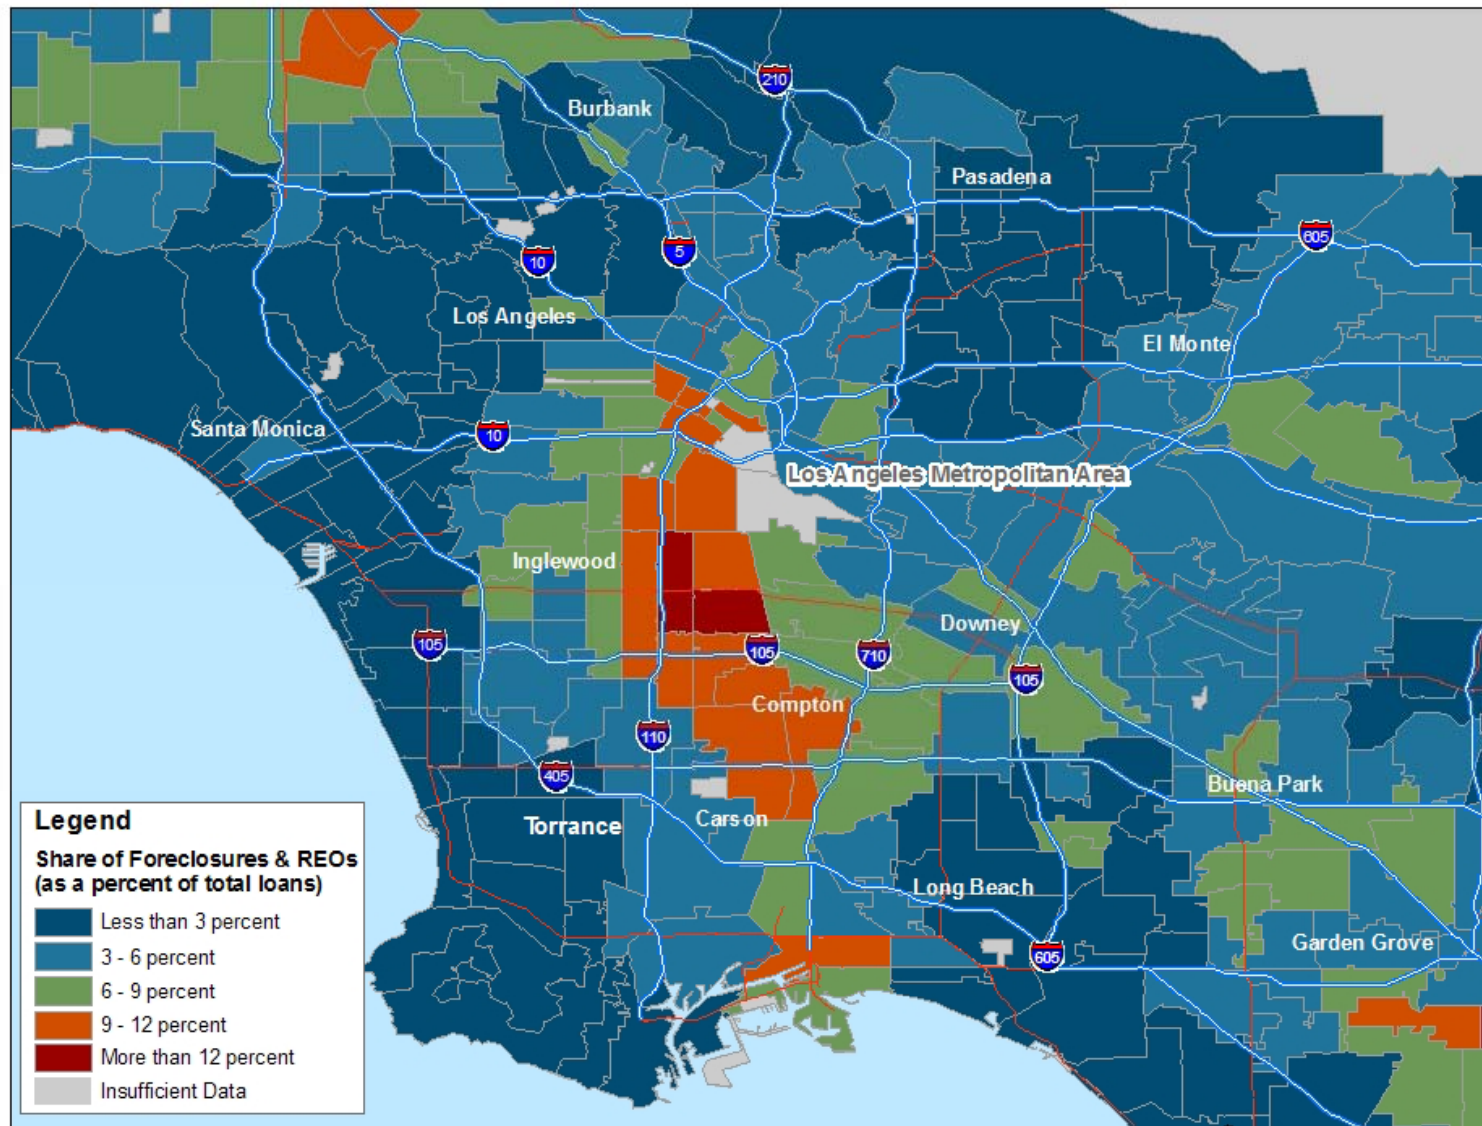 210
Burbank
Pasadena
605
5
10
Los Angeles
El Monte
Santa Monica
10
Los Angeles Metropolitan Area
Inglewood
Downey
105
105
710
105
Compton
110
405
Buena Park
Carson
Torrance
Long Beach
Garden Grove
605
Legend
Share of Foreclosures & REOs
(as a percent of total loans)
Less than 3 percent
3 - 6 percent
6 - 9 percent
9 - 12 percent
More than 12 percent
Insufficient Data